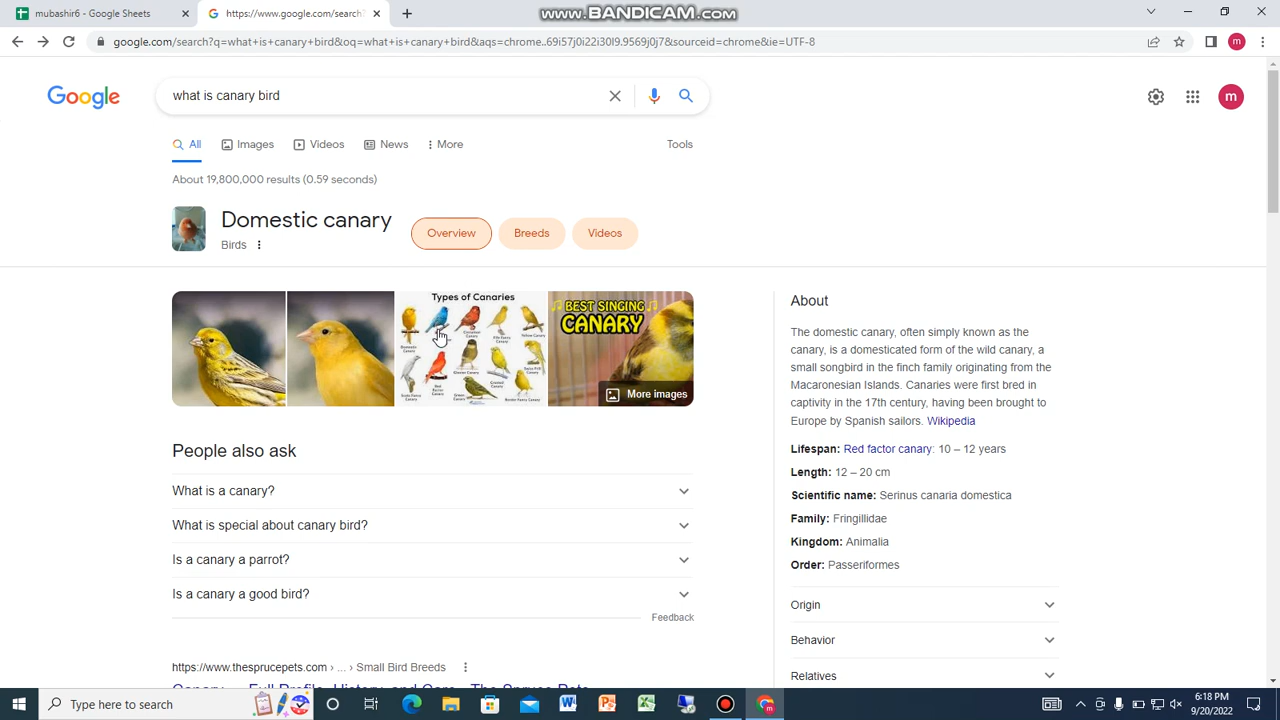 mubashir6 - Google Sheets
https://www.google.com/search?
www.BANDICAM.com
google.com/search?q=what+is+canary+bird&oq=what+is+canary+bird&aqs=chrome..69i57j0i22i30l9.9569j0j7&sourceid=chrome&ie=UTF-8
m
Google
what is canary bird
m
All
Images
Videos
News
More
Tools
About 19,800,000 results (0.59 seconds)
Domestic canary
Birds
Overview
Breeds
Videos
Types of Canaries
BEST SINGING
CANARY
More images
People also ask
What is a canary?
What is special about canary bird?
Is a canary a parrot?
Is a canary a good bird?
Feedback
https://www.thesprucepets.com › ... › Small Bird Breeds
About
The domestic canary, often simply known as the
canary, is a domesticated form of the wild canary, a
small songbird in the finch family originating from the
Macaronesian Islands. Canaries were first bred in
captivity in the 17th century, having been brought to
Europe by Spanish sailors. Wikipedia
Lifespan: Red factor canary: 10 – 12 years
Length: 12 – 20 cm
Scientific name: Serinus canaria domestica
Family: Fringillidae
Kingdom: Animalia
Order: Passeriformes
Origin
Behavior
Relatives
Type here to search
6:18 PM
9/20/2022